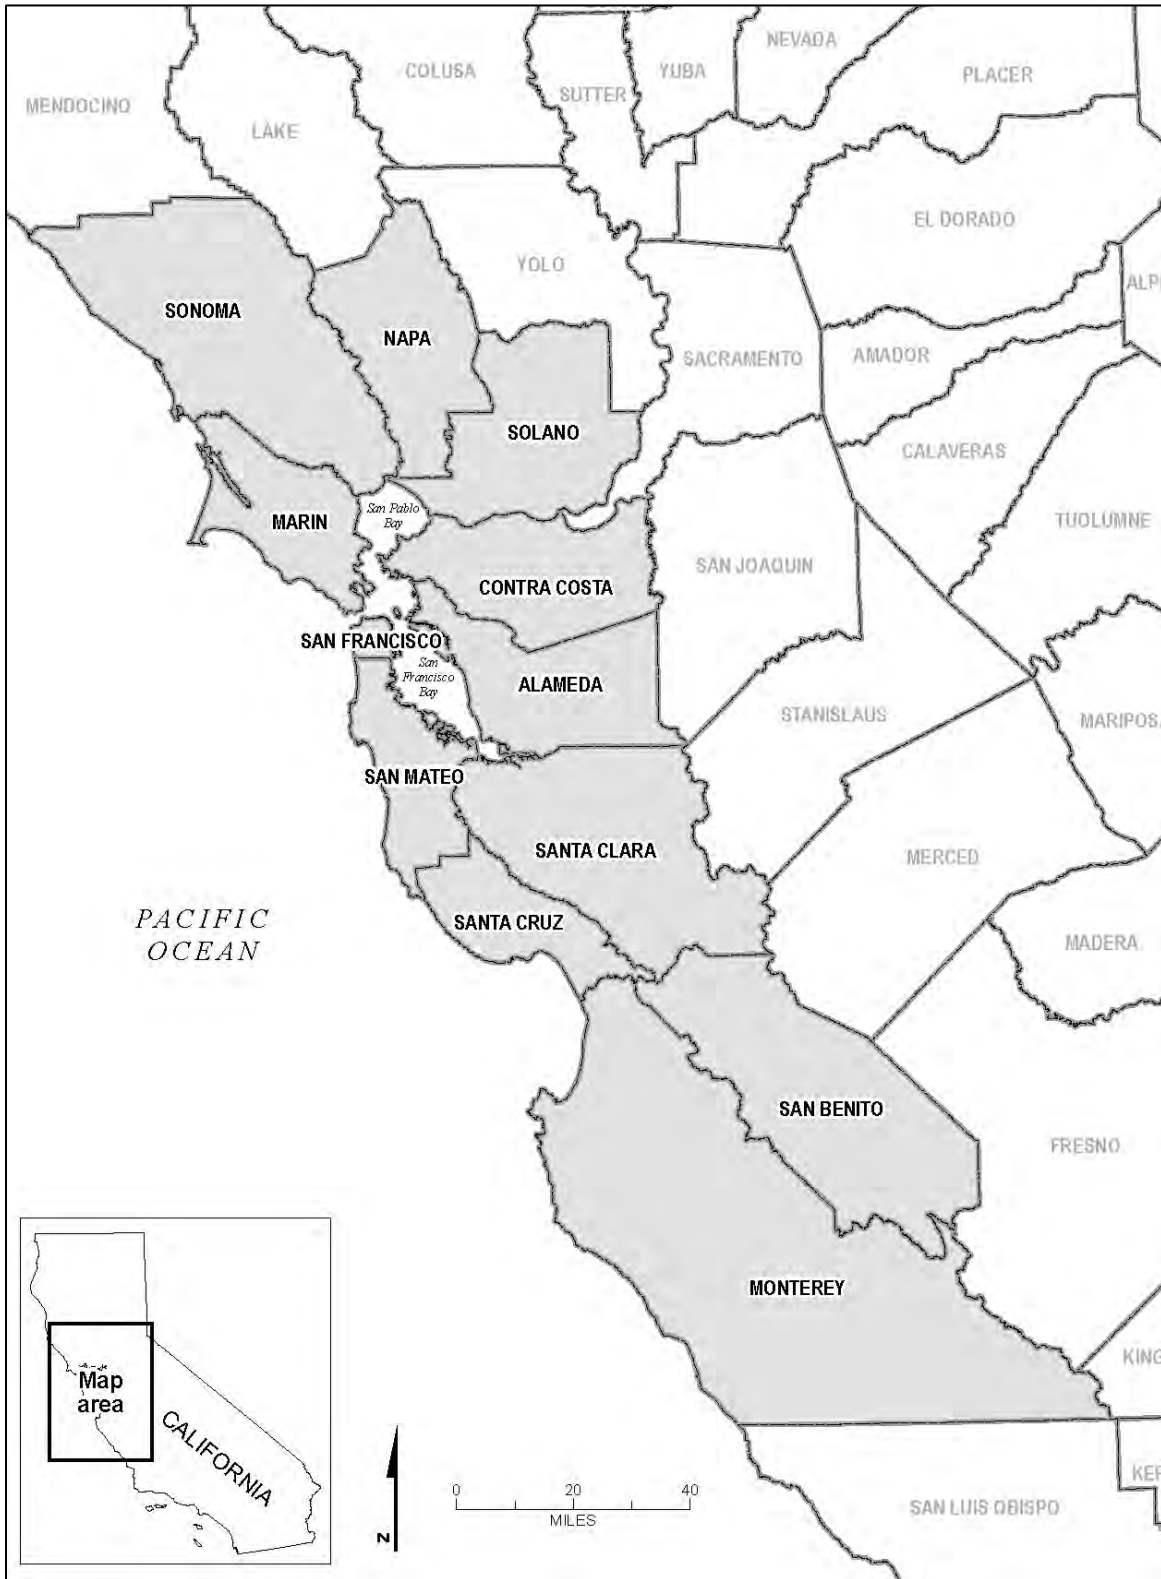 NEVADA
COLUSA
YUBA
PLACER
SUTTER
MENDOCINO
LAKE
EL DORADO
YOLO
ALP
SONOMA
NAPA
SACRAMENTO
AMADOR
SOLANO
CALAVERAS
San Pablo
Bay
MARIN
TUOLUMNE
SAN JOAQUIN
CONTRA COSTA
SAN FRANCISCO
San
Francisco
Bay
ALAMEDA
STANISLAUS
MARIPOSA
SAN MATEO
SANTA CLARA
MERCED
PACIFIC
OCEAN
SANTA CRUZ
MADERA
SAN BENITO
FRESNO
MONTEREY
KING
Map
area
CALIFORNIA
KER
0 20 40
MILES
SAN LUIS OBISPO
N